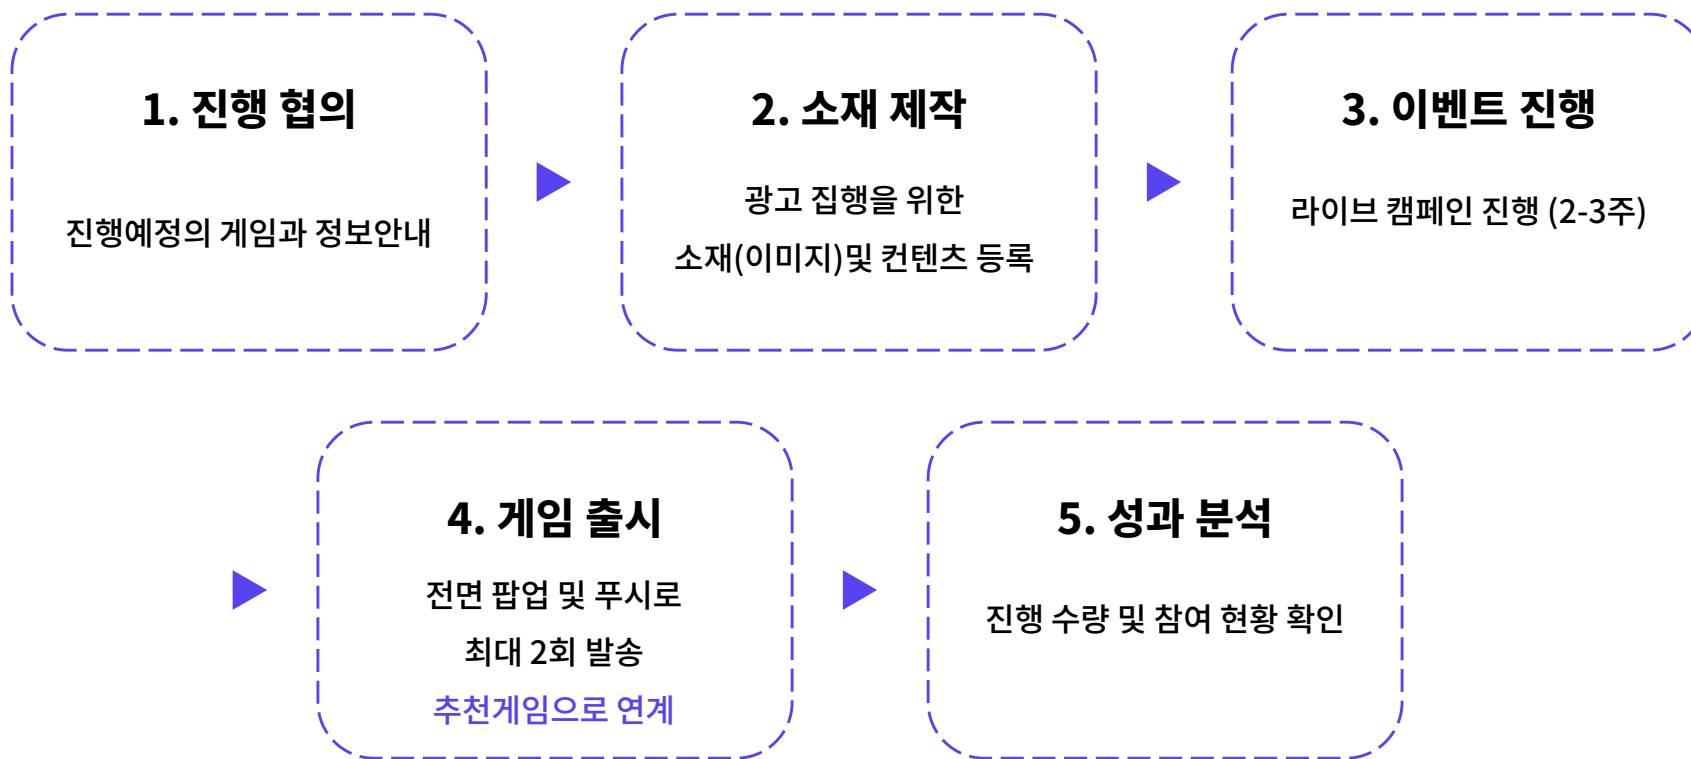 1. 진행 협의
진행예정의 게임과 정보안내
2. 소재 제작
광고 집행을 위한
소재(이미지)및 컨텐츠 등록
3. 이벤트 진행
라이브 캠페인 진행 (2-3주)
4. 게임 출시
전면 팝업 및 푸시로
최대 2회 발송
추천게임으로 연계
5. 성과 분석
진행 수량 및 참여 현황 확인